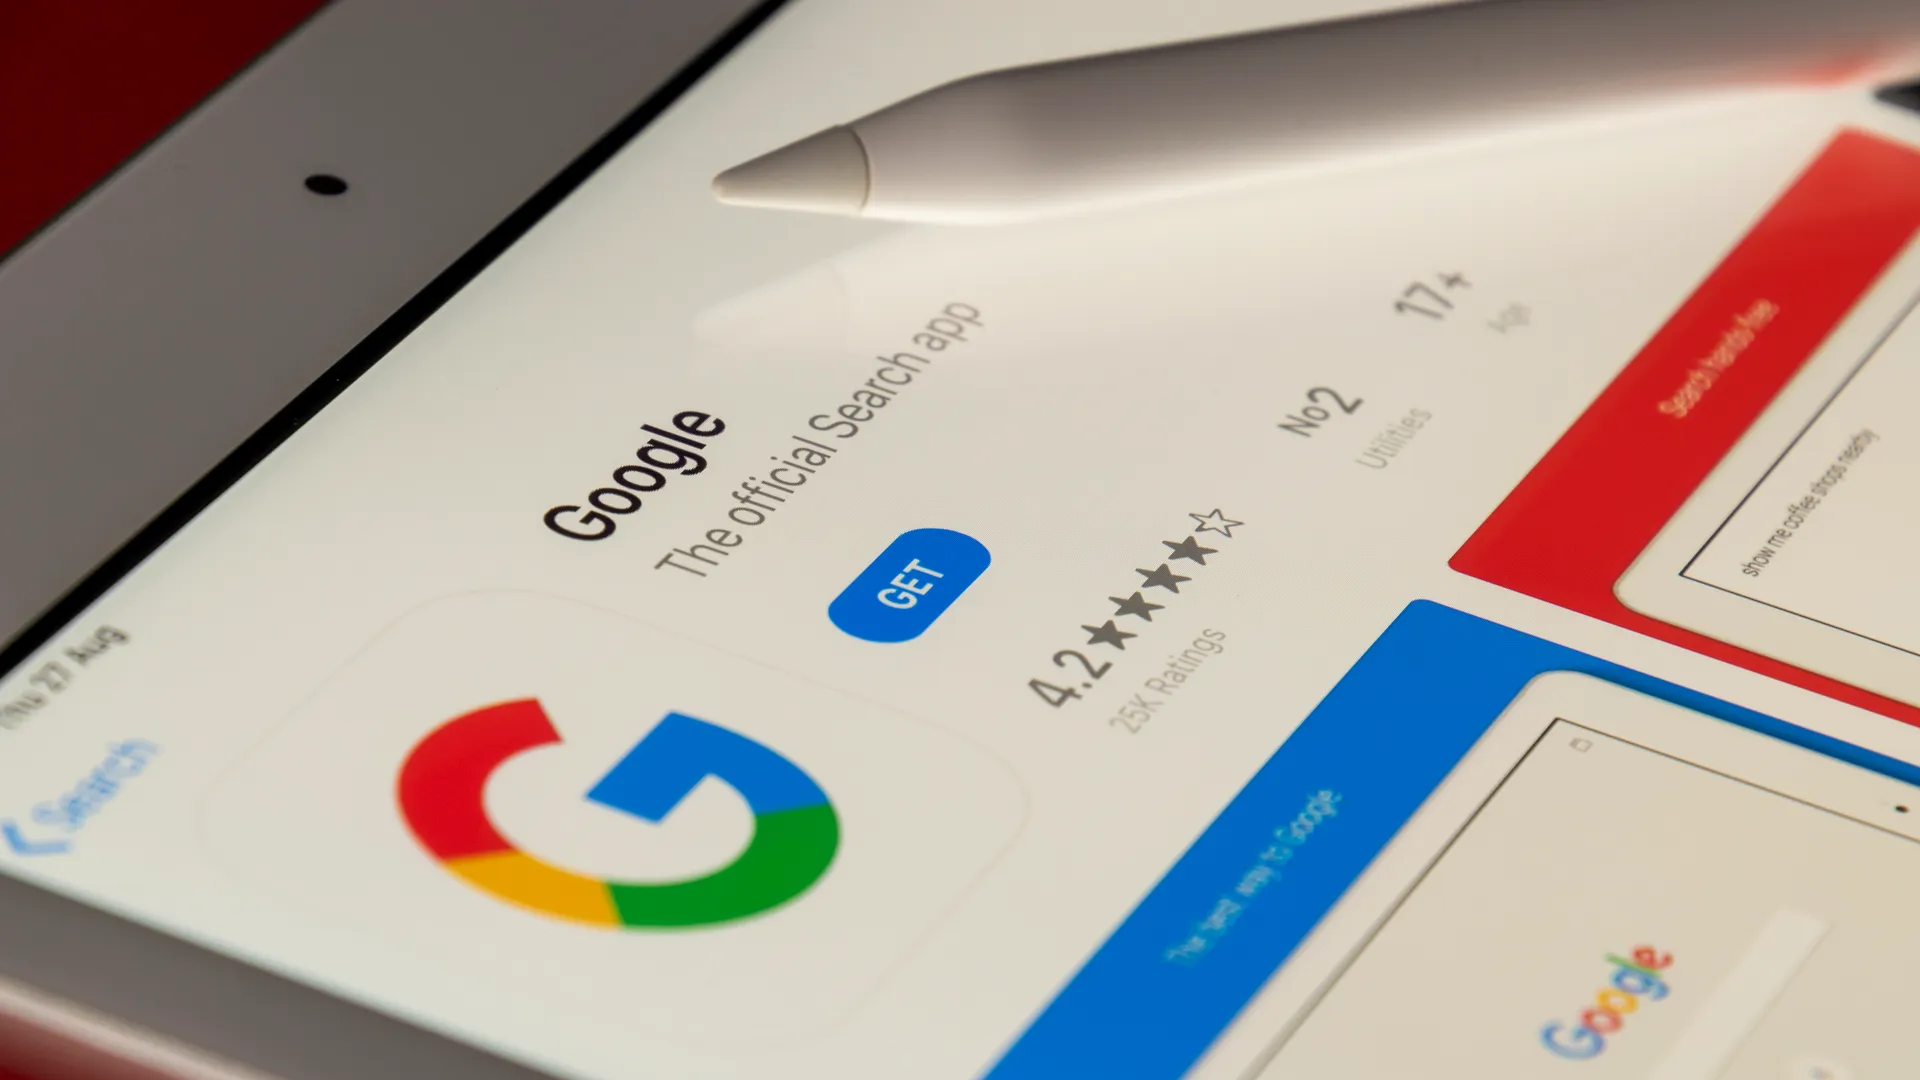 Thu 27 Aug
Search
Google
The official Search app
GET
4.2 ★★★★☆
25K Ratings
No2
Utilities
17+
Age
The best way to Google
Google
Search hands-free
show me coffee shops nearby